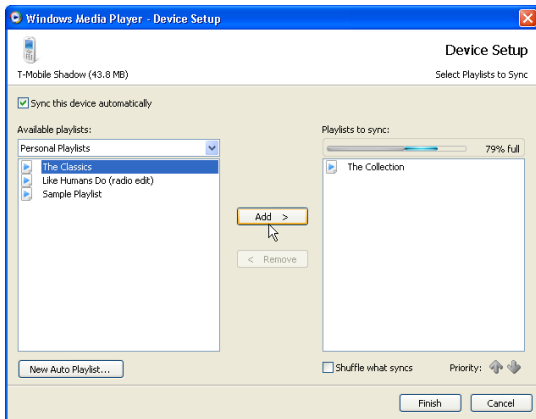 Windows Media Player - Device Setup
Device Setup
T-Mobile Shadow (43.8 MB)
Select Playlists to Sync
Sync this device automatically
Available playlists:
Personal Playlists
The Classics
Like Humans Do (radio edit)
Sample Playlist
New Auto Playlist...
Add >
< Remove
Playlists to sync:
79% full
The Collection
Shuffle what syncs
Priority:
Finish
Cancel